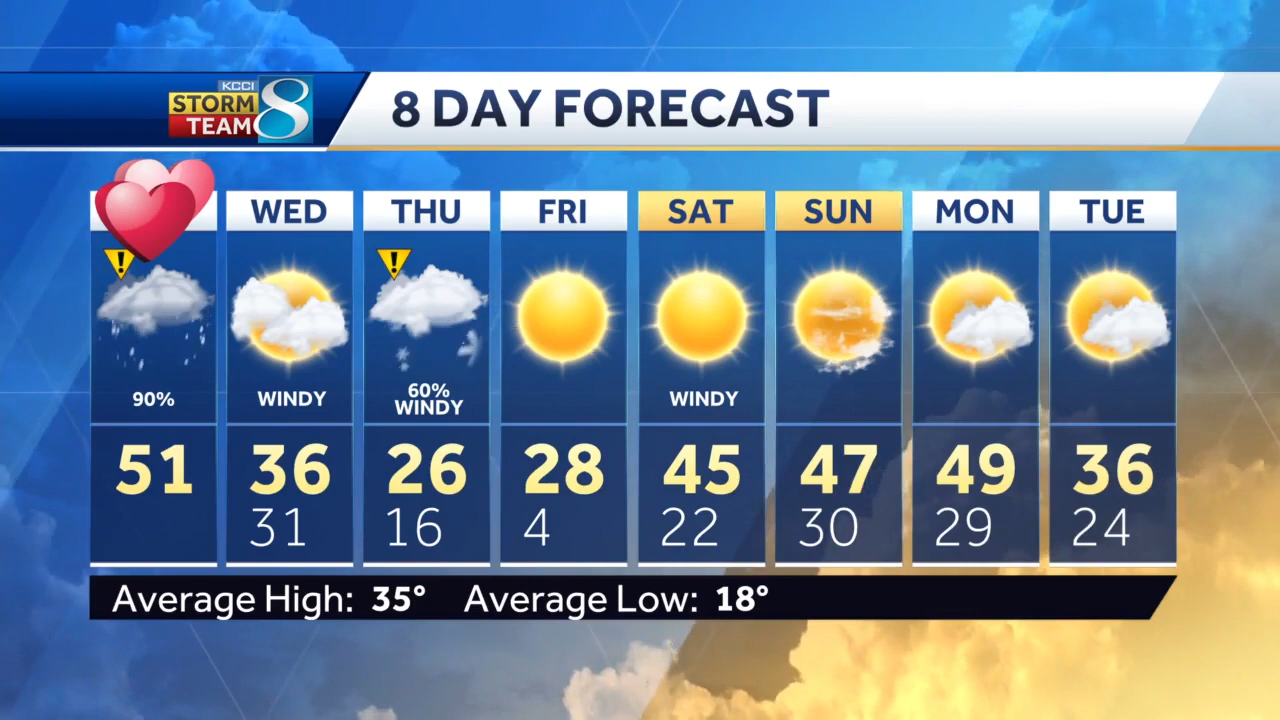 KCCI
STORM
TEAM 8
8 DAY FORECAST
WED THU FRI SAT SUN MON TUE
! !
90% WINDY 60% WINDY WINDY
51 36 26 28 45 47 49 36
31 16 4 22 30 29 24
Average High: 35° Average Low: 18°